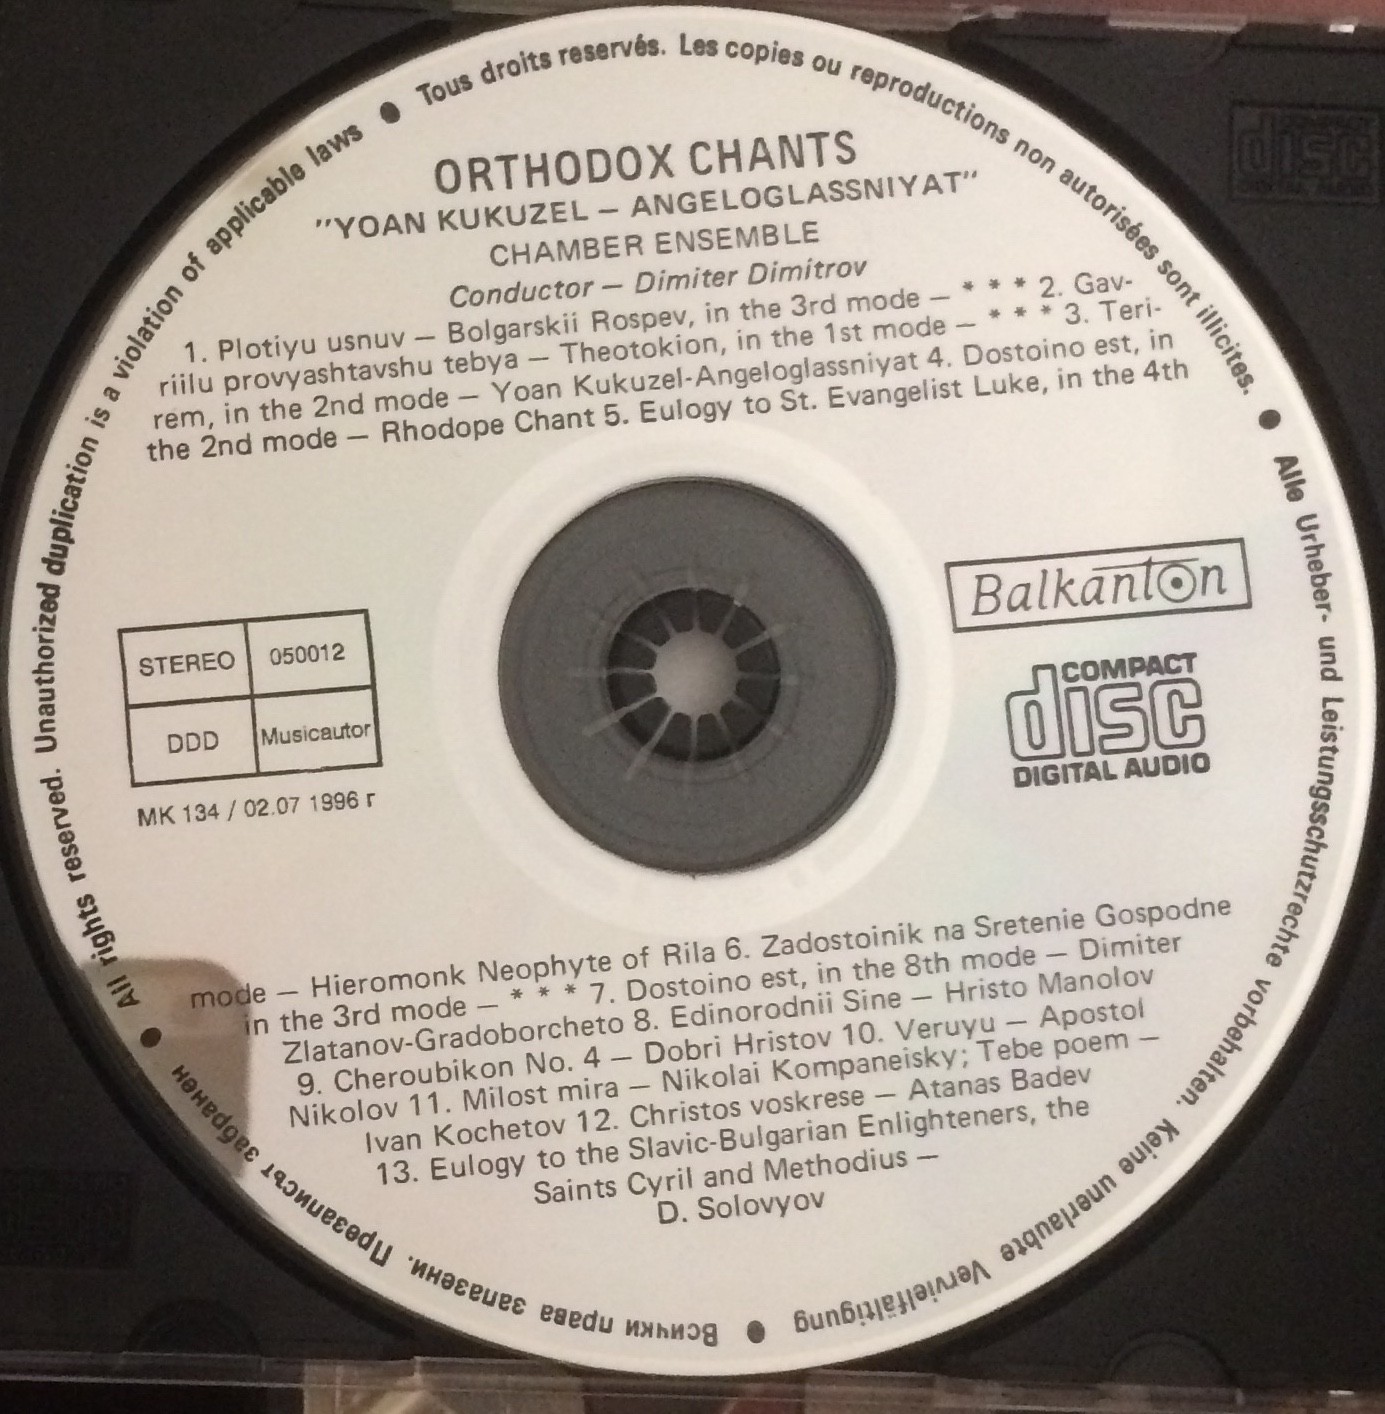 Tous droits reservés. Les copies ou reproductions non autorisées sont illicites. ●
Alle Urheber- und Leistungsschutzrechte vorbehalten. Keine unerlaubte Vervielfältigung ●
Всички права запазени. Презаписът забранен ●
All rights reserved. Unauthorized duplication is a violation of applicable laws ●
ORTHODOX CHANTS
"YOAN KUKUZEL – ANGELOGLASSNIYAT"
CHAMBER ENSEMBLE
Conductor – Dimiter Dimitrov
1. Plotiyu usnuv – Bolgarskii Rospev, in the 3rd mode – * * * 2. Gav-
riilu provyashtavshu tebya – Theotokion, in the 1st mode – * * * 3. Teri-
rem, in the 2nd mode – Yoan Kukuzel-Angeloglassniyat 4. Dostoino est, in
the 2nd mode – Rhodope Chant 5. Eulogy to St. Evangelist Luke, in the 4th
Balkanton
STEREO 050012
DDD Musicautor
MK 134 / 02.07 1996 г
COMPACT
disc
DIGITAL AUDIO
mode – Hieromonk Neophyte of Rila 6. Zadostoinik na Sretenie Gospodne
in the 3rd mode – * * * 7. Dostoino est, in the 8th mode – Dimiter
Zlatanov-Gradoborcheto 8. Edinorodnii Sine – Hristo Manolov
9. Cheroubikon No. 4 – Dobri Hristov 10. Veruyu – Apostol
Nikolov 11. Milost mira – Nikolai Kompaneisky; Tebe poem –
Ivan Kochetov 12. Christos voskrese – Atanas Badev
13. Eulogy to the Slavic-Bulgarian Enlighteners, the
Saints Cyril and Methodius –
D. Solovyov
COMPACT
disc
DIGITAL AUDIO